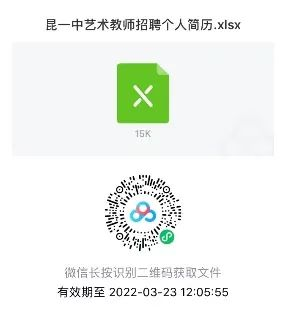 昆一中艺术教师招聘个人简历.xlsx
15K
微信长按识别二维码获取文件
有效期至 2022-03-23 12:05:55